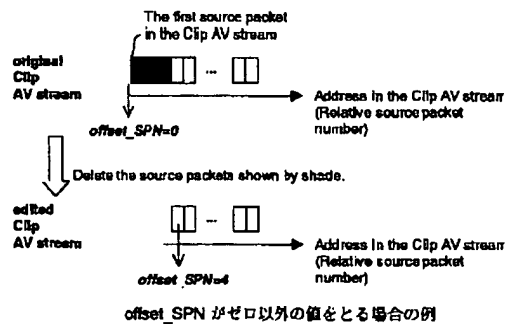 The first source packet
in the Clip AV stream
original
Clip
AV stream
...
Address in the Clip AV stream
(Relative source packet
number)
offset_SPN=0
Delete the source packets shown by shade.
edited
Clip
AV stream
...
Address in the Clip AV stream
(Relative source packet
number)
offset_SPN=4
offset_SPN がゼロ以外の値をとる場合の例